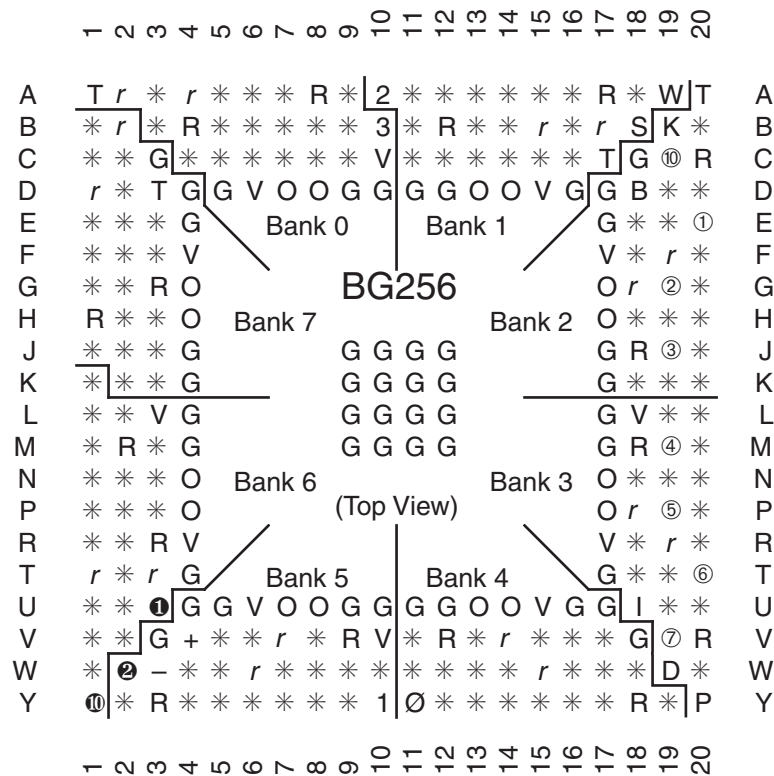 1 2 3 4 5 6 7 8 9 10 11 12 13 14 15 16 17 18 19 20
A T r ✳ r ✳ ✳ ✳ R ✳ 2 ✳ ✳ ✳ ✳ ✳ ✳ R ✳ W T A
B ✳ r ✳ R ✳ ✳ ✳ ✳ ✳ 3 ✳ R ✳ ✳ r ✳ r S K ✳ B
C ✳ ✳ G ✳ ✳ ✳ ✳ ✳ ✳ V ✳ ✳ ✳ ✳ ✳ ✳ T G ⑩ R C
D r ✳ T G G V O O G G G G O O V G G B ✳ ✳ D
E ✳ ✳ ✳ G Bank 0 Bank 1 G ✳ ✳ ① E
F ✳ ✳ ✳ V V ✳ r ✳ F
G ✳ ✳ R O BG256 O r ② ✳ G
H R ✳ ✳ O Bank 7 Bank 2 O ✳ ✳ ✳ H
J ✳ ✳ ✳ G G G G G G R ③ ✳ J
K ✳ ✳ ✳ G G G G G G ✳ ✳ ✳ K
L ✳ ✳ V G G G G G G V ✳ ✳ L
M ✳ R ✳ G G G G G G R ④ ✳ M
N ✳ ✳ ✳ O Bank 6 Bank 3 O ✳ ✳ ✳ N
P ✳ ✳ ✳ O (Top View) O r ⑤ ✳ P
R ✳ ✳ R V V ✳ r ✳ R
T r ✳ r G Bank 5 Bank 4 G ✳ ✳ ⑥ T
U ✳ ✳ ❶ G G V O O G G G G O O V G G I ✳ ✳ U
V ✳ ✳ G + ✳ ✳ r ✳ R V ✳ R ✳ r ✳ ✳ ✳ G ⑦ R V
W ✳ ❷ – ✳ ✳ r ✳ ✳ ✳ ✳ ✳ ✳ ✳ ✳ r ✳ ✳ ✳ D ✳ W
Y ❿ ✳ R ✳ ✳ ✳ ✳ ✳ ✳ 1 Ø ✳ ✳ ✳ ✳ ✳ ✳ R ✳ P Y
1 2 3 4 5 6 7 8 9 10 11 12 13 14 15 16 17 18 19 20